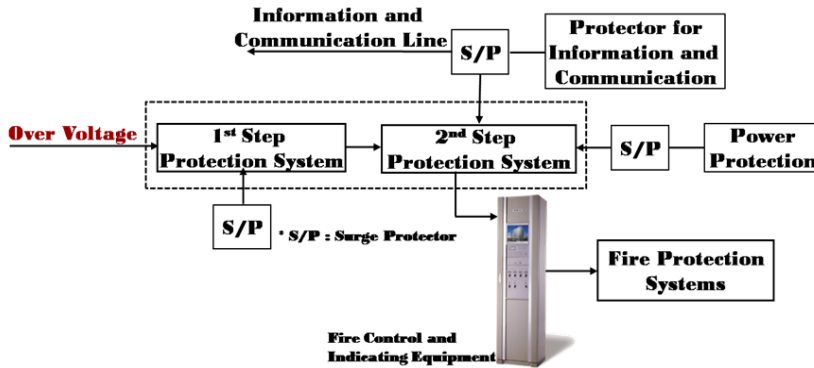 Information and
Communication Line
S/P
Protector for
Information and
Communication
Over Voltage
1st Step
Protection System
2nd Step
Protection System
S/P
Power
Protection
S/P
* S/P : Surge Protector
Fire Protection
Systems
Fire Control and
Indicating Equipment